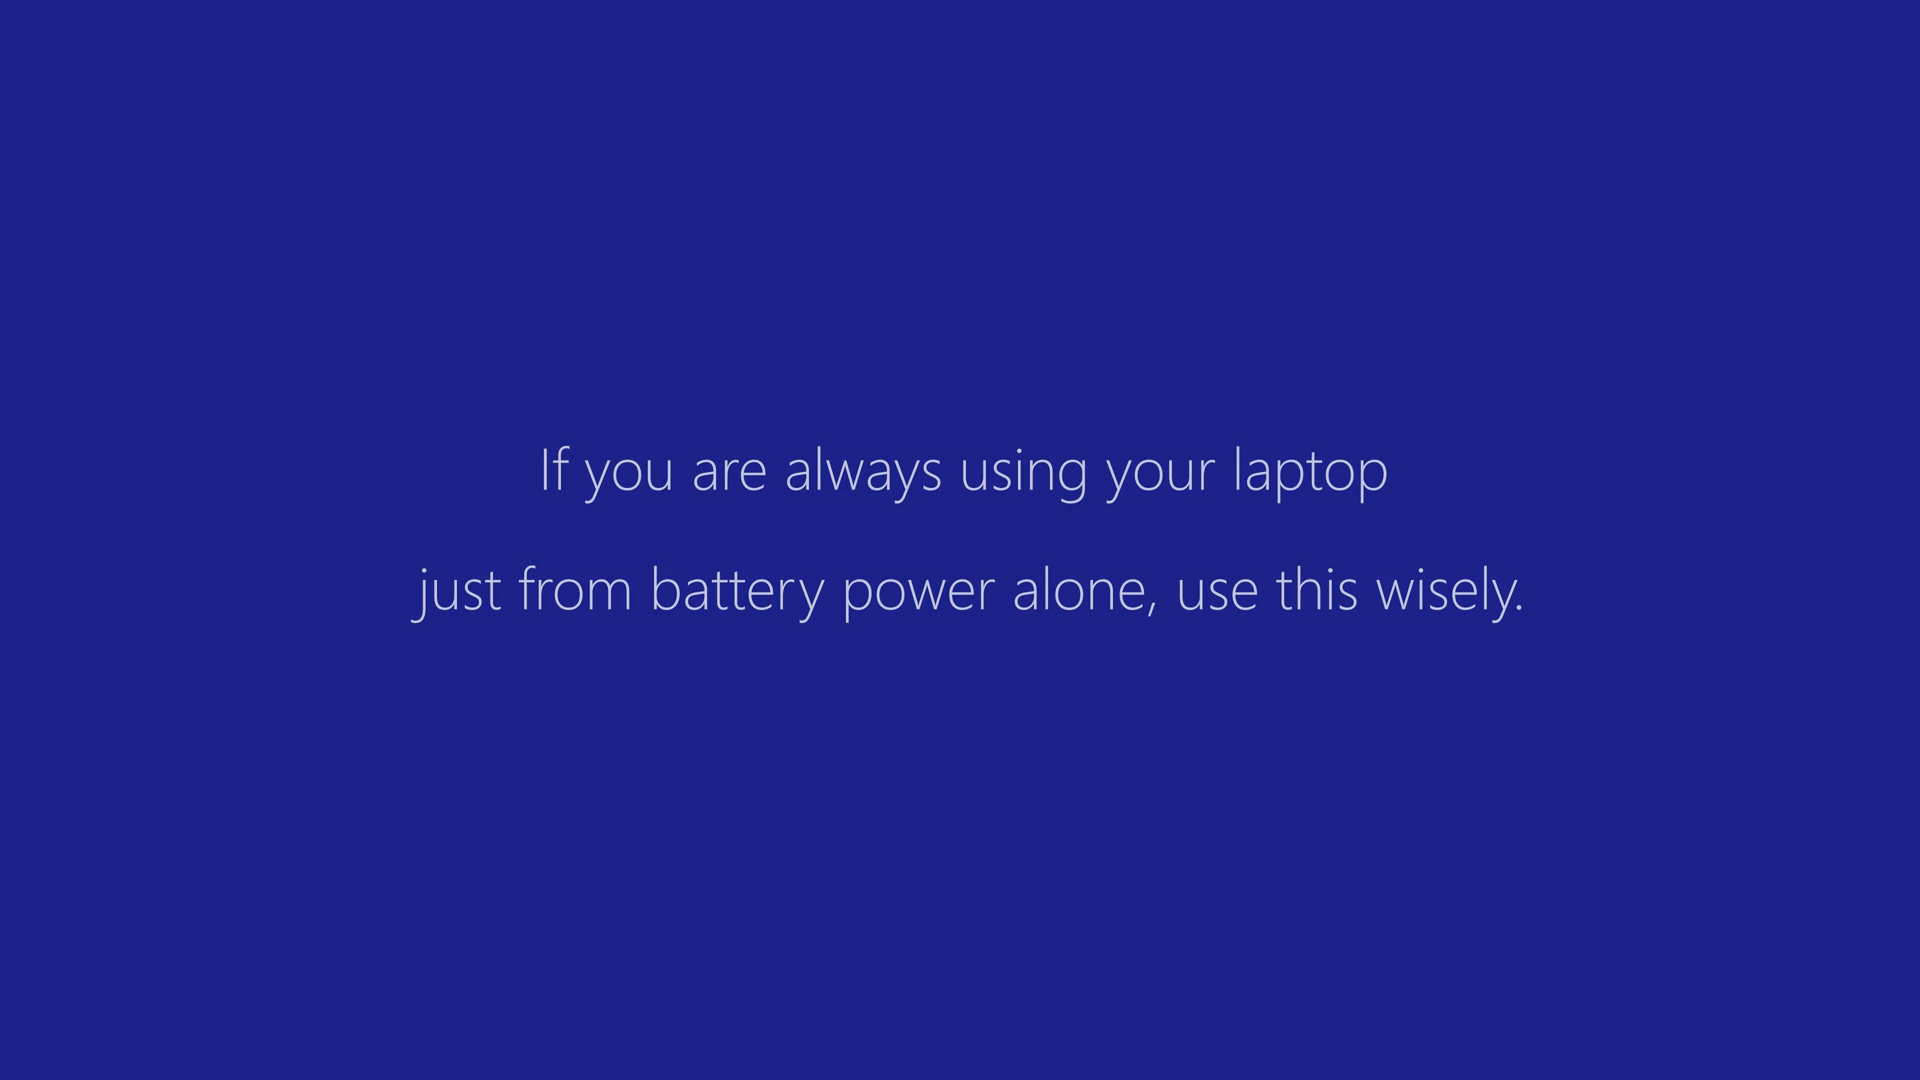 If you are always using your laptop
just from battery power alone, use this wisely.